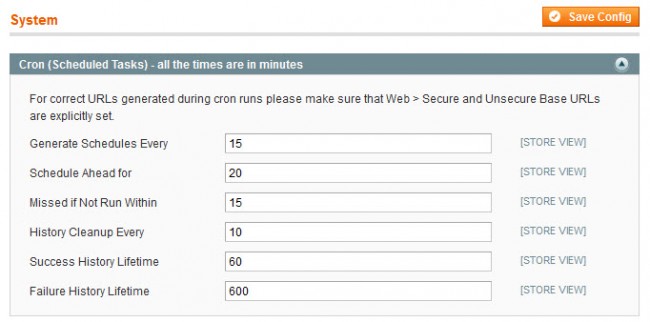 System
Save Config
Cron (Scheduled Tasks) - all the times are in minutes
For correct URLs generated during cron runs please make sure that Web > Secure and Unsecure Base URLs
are explicitly set.
Generate Schedules Every 15 [STORE VIEW]
Schedule Ahead for 20 [STORE VIEW]
Missed if Not Run Within 15 [STORE VIEW]
History Cleanup Every 10 [STORE VIEW]
Success History Lifetime 60 [STORE VIEW]
Failure History Lifetime 600 [STORE VIEW]